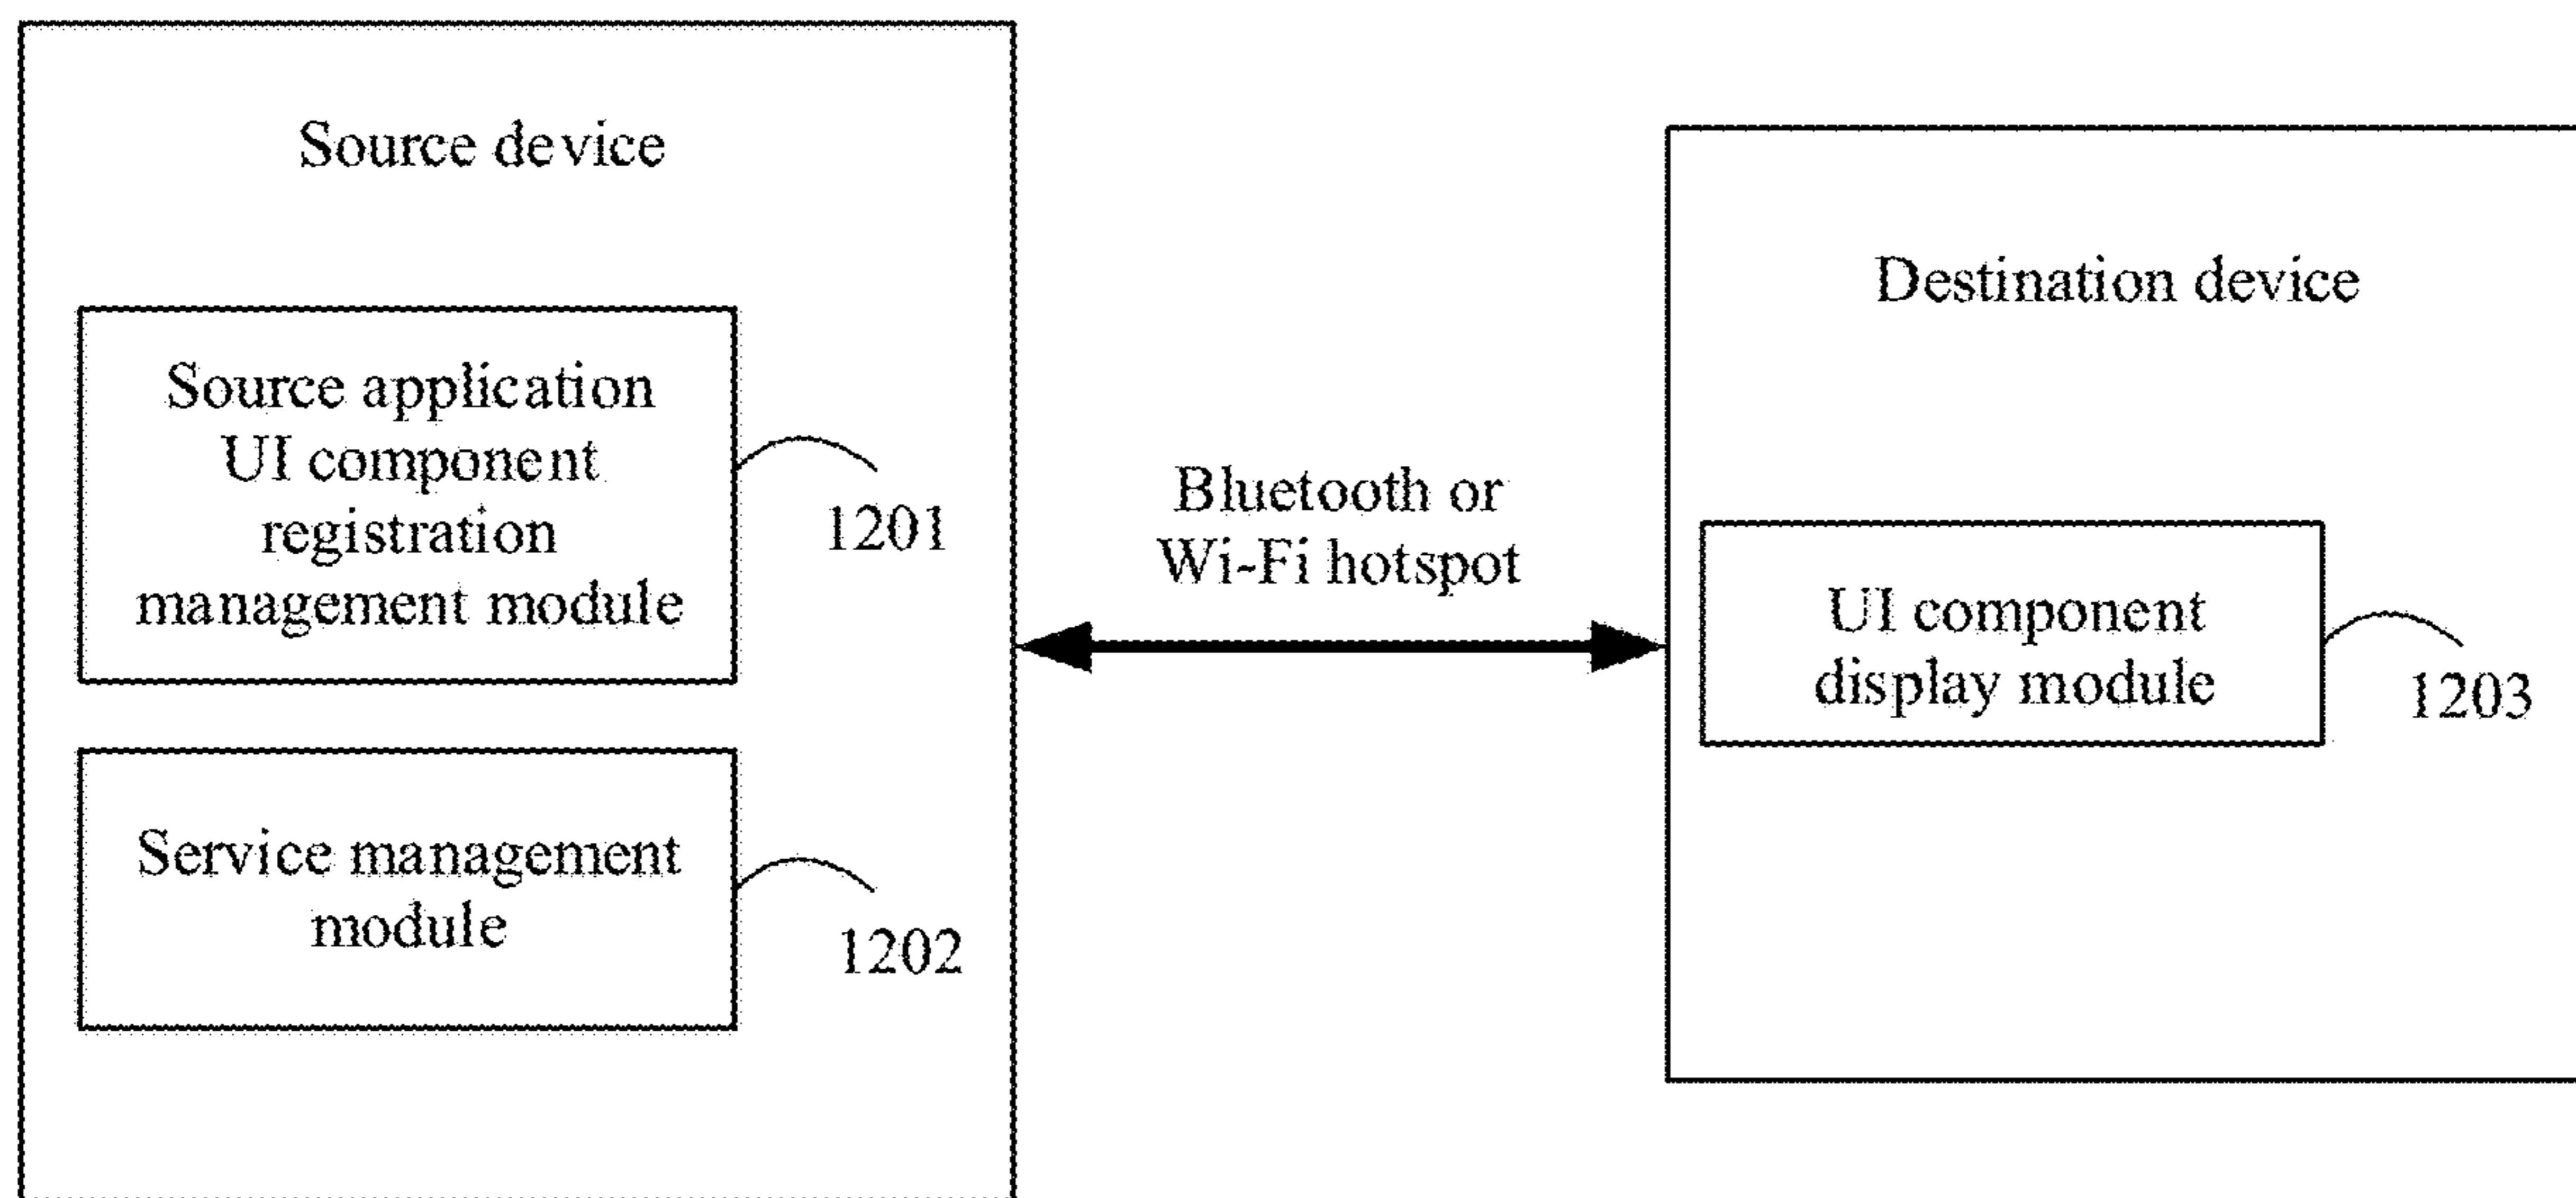 Source device
Source application
UI component
registration
management module
1201
Service management
module
1202
Bluetooth or
Wi-Fi hotspot
Destination device
UI component
display module
1203